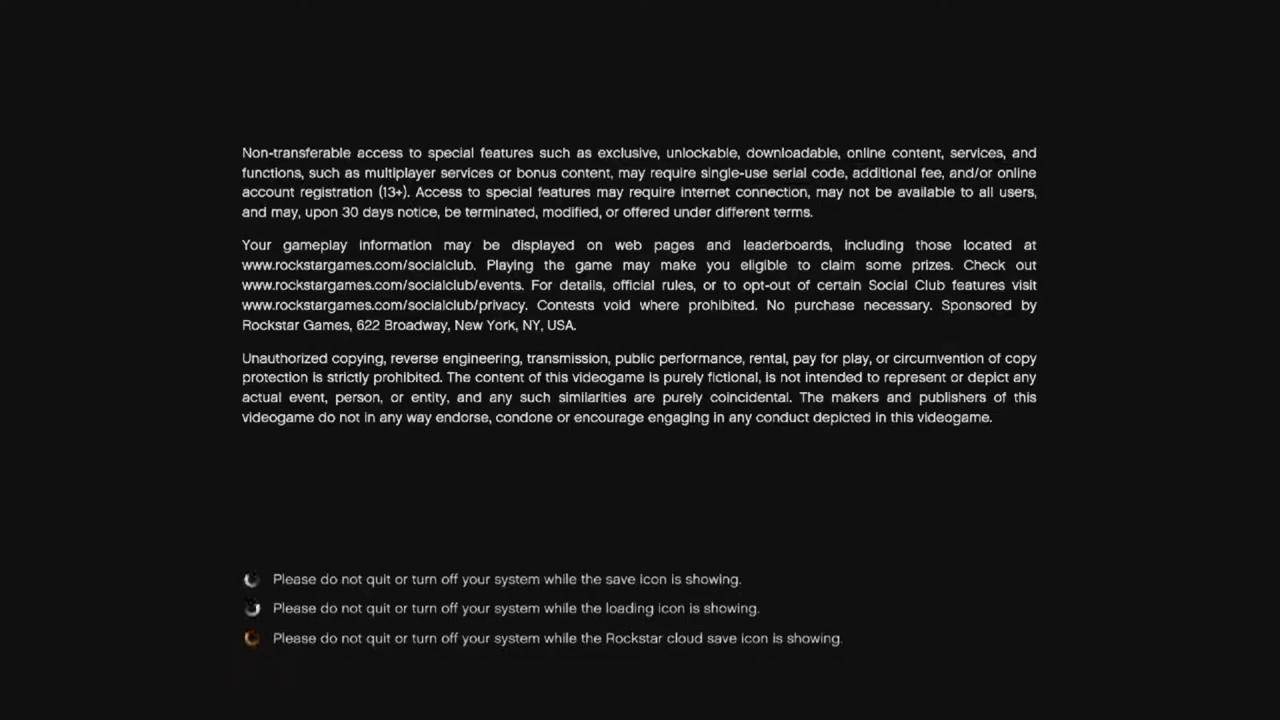 Non-transferable access to special features such as exclusive, unlockable, downloadable, online content, services, and
functions, such as multiplayer services or bonus content, may require single-use serial code, additional fee, and/or online
account registration (13+). Access to special features may require internet connection, may not be available to all users,
and may, upon 30 days notice, be terminated, modified, or offered under different terms.
Your gameplay information may be displayed on web pages and leaderboards, including those located at
www.rockstargames.com/socialclub. Playing the game may make you eligible to claim some prizes. Check out
www.rockstargames.com/socialclub/events. For details, official rules, or to opt-out of certain Social Club features visit
www.rockstargames.com/socialclub/privacy. Contests void where prohibited. No purchase necessary. Sponsored by
Rockstar Games, 622 Broadway, New York, NY, USA.
Unauthorized copying, reverse engineering, transmission, public performance, rental, pay for play, or circumvention of copy
protection is strictly prohibited. The content of this videogame is purely fictional, is not intended to represent or depict any
actual event, person, or entity, and any such similarities are purely coincidental. The makers and publishers of this
videogame do not in any way endorse, condone or encourage engaging in any conduct depicted in this videogame.
Please do not quit or turn off your system while the save icon is showing.
Please do not quit or turn off your system while the loading icon is showing.
Please do not quit or turn off your system while the Rockstar cloud save icon is showing.